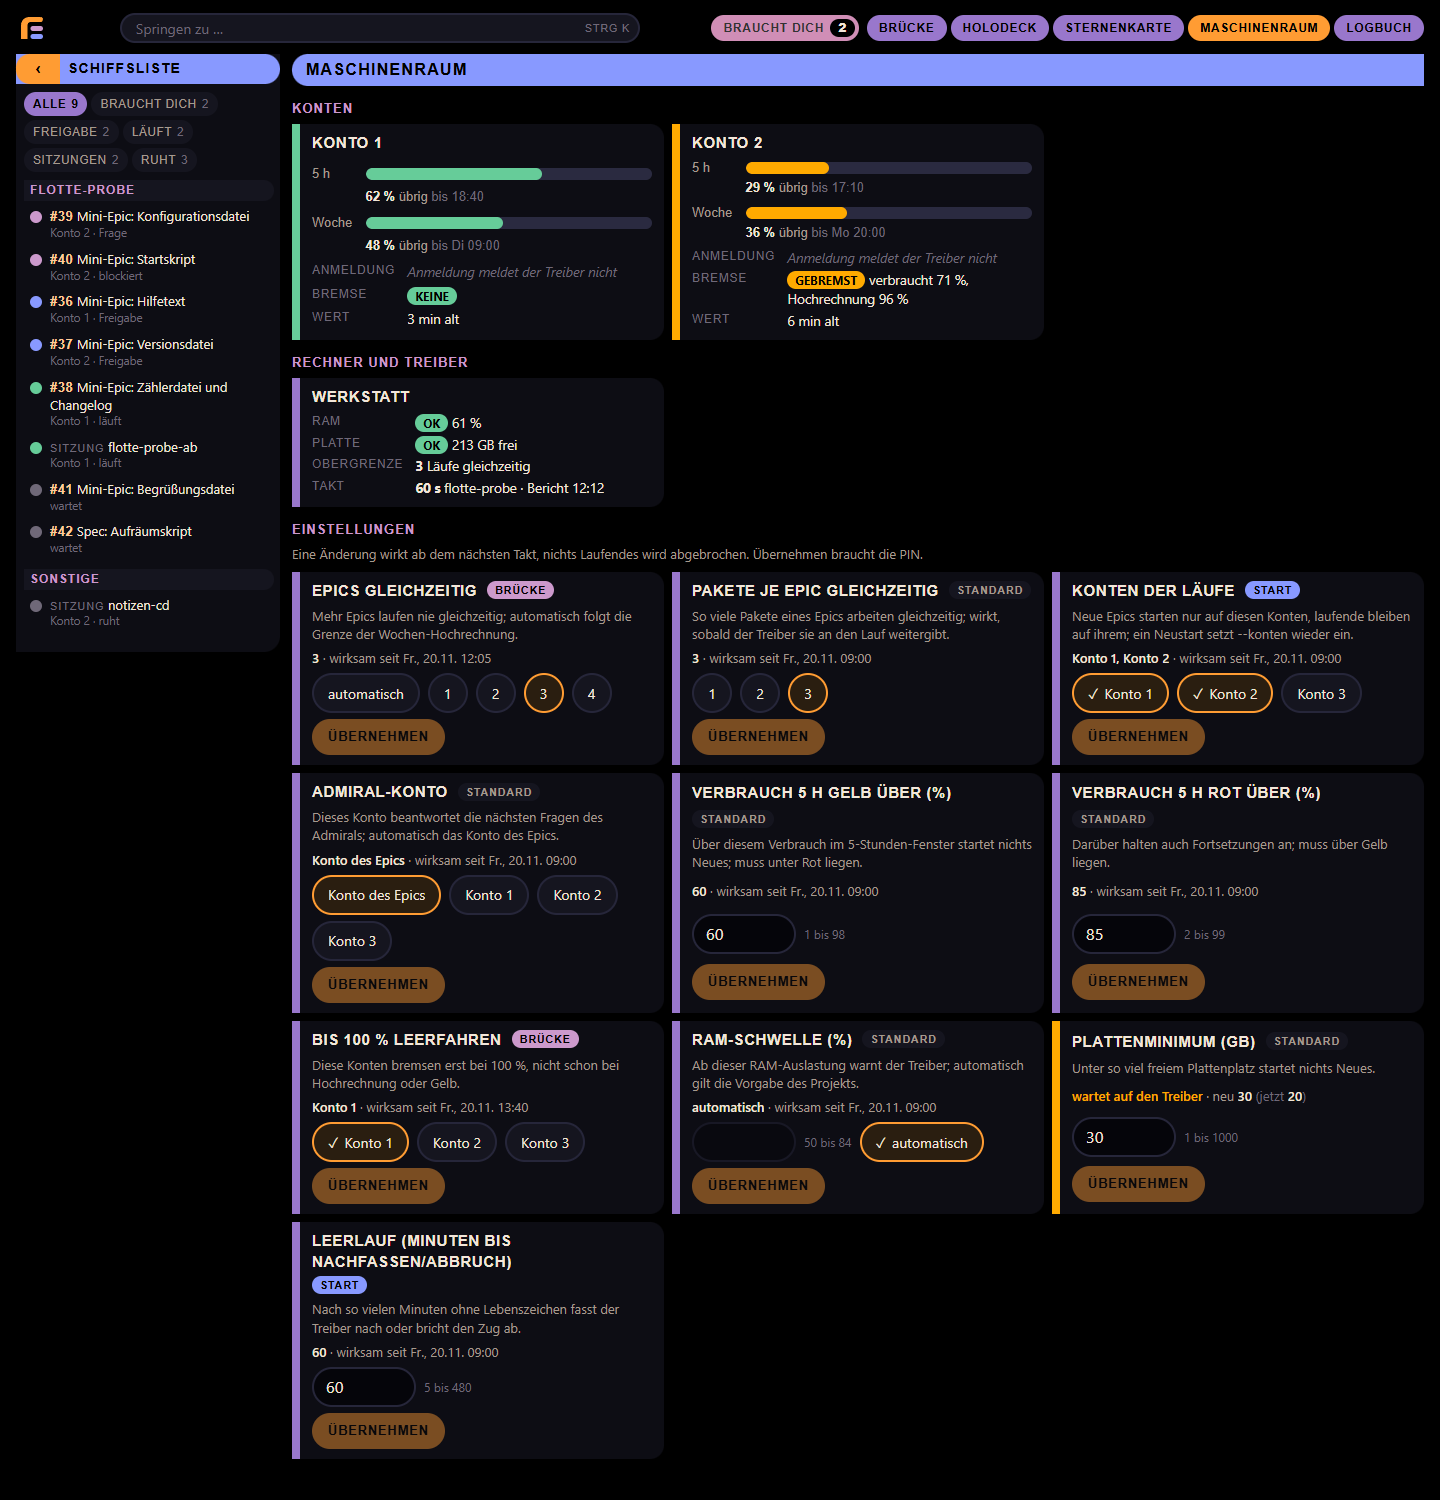 Springen zu ...
STRG K
BRAUCHT DICH 2
BRÜCKE
HOLODECK
STERNENKARTE
MASCHINENRAUM
LOGBUCH
‹
SCHIFFSLISTE
ALLE 9
BRAUCHT DICH 2
FREIGABE 2
LÄUFT 2
SITZUNGEN 2
RUHT 3
FLOTTE-PROBE
#39 Mini-Epic: Konfigurationsdatei
Konto 2 · Frage
#40 Mini-Epic: Startskript
Konto 2 · blockiert
#36 Mini-Epic: Hilfetext
Konto 1 · Freigabe
#37 Mini-Epic: Versionsdatei
Konto 2 · Freigabe
#38 Mini-Epic: Zählerdatei und
Changelog
Konto 1 · läuft
SITZUNG flotte-probe-ab
Konto 1 · läuft
#41 Mini-Epic: Begrüßungsdatei
wartet
#42 Spec: Aufräumskript
wartet
SONSTIGE
SITZUNG notizen-cd
Konto 2 · ruht
MASCHINENRAUM
KONTEN
KONTO 1
5 h
62 % übrig bis 18:40
Woche
48 % übrig bis Di 09:00
ANMELDUNG Anmeldung meldet der Treiber nicht
BREMSE KEINE
WERT 3 min alt
KONTO 2
5 h
29 % übrig bis 17:10
Woche
36 % übrig bis Mo 20:00
ANMELDUNG Anmeldung meldet der Treiber nicht
BREMSE GEBREMST verbraucht 71 %,
Hochrechnung 96 %
WERT 6 min alt
RECHNER UND TREIBER
WERKSTATT
RAM OK 61 %
PLATTE OK 213 GB frei
OBERGRENZE 3 Läufe gleichzeitig
TAKT 60 s flotte-probe · Bericht 12:12
EINSTELLUNGEN
Eine Änderung wirkt ab dem nächsten Takt, nichts Laufendes wird abgebrochen. Übernehmen braucht die PIN.
EPICS GLEICHZEITIG BRÜCKE
Mehr Epics laufen nie gleichzeitig; automatisch folgt die
Grenze der Wochen-Hochrechnung.
3 · wirksam seit Fr., 20.11. 12:05
automatisch 1 2 3 4
ÜBERNEHMEN
PAKETE JE EPIC GLEICHZEITIG STANDARD
So viele Pakete eines Epics arbeiten gleichzeitig; wirkt,
sobald der Treiber sie an den Lauf weitergibt.
3 · wirksam seit Fr., 20.11. 09:00
1 2 3
ÜBERNEHMEN
KONTEN DER LÄUFE START
Neue Epics starten nur auf diesen Konten, laufende bleiben
auf ihrem; ein Neustart setzt --konten wieder ein.
Konto 1, Konto 2 · wirksam seit Fr., 20.11. 09:00
✓ Konto 1 ✓ Konto 2 Konto 3
ÜBERNEHMEN
ADMIRAL-KONTO STANDARD
Dieses Konto beantwortet die nächsten Fragen des
Admirals; automatisch das Konto des Epics.
Konto des Epics · wirksam seit Fr., 20.11. 09:00
Konto des Epics Konto 1 Konto 2
Konto 3
ÜBERNEHMEN
VERBRAUCH 5 H GELB ÜBER (%)
STANDARD
Über diesem Verbrauch im 5-Stunden-Fenster startet nichts
Neues; muss unter Rot liegen.
60 · wirksam seit Fr., 20.11. 09:00
60 1 bis 98
ÜBERNEHMEN
VERBRAUCH 5 H ROT ÜBER (%)
STANDARD
Darüber halten auch Fortsetzungen an; muss über Gelb
liegen.
85 · wirksam seit Fr., 20.11. 09:00
85 2 bis 99
ÜBERNEHMEN
BIS 100 % LEERFAHREN BRÜCKE
Diese Konten bremsen erst bei 100 %, nicht schon bei
Hochrechnung oder Gelb.
Konto 1 · wirksam seit Fr., 20.11. 13:40
✓ Konto 1 Konto 2 Konto 3
ÜBERNEHMEN
RAM-SCHWELLE (%) STANDARD
Ab dieser RAM-Auslastung warnt der Treiber; automatisch
gilt die Vorgabe des Projekts.
automatisch · wirksam seit Fr., 20.11. 09:00
50 bis 84 ✓ automatisch
ÜBERNEHMEN
PLATTENMINIMUM (GB) STANDARD
Unter so viel freiem Plattenplatz startet nichts Neues.
wartet auf den Treiber · neu 30 (jetzt 20)
30 1 bis 1000
ÜBERNEHMEN
LEERLAUF (MINUTEN BIS
NACHFASSEN/ABBRUCH)
START
Nach so vielen Minuten ohne Lebenszeichen fasst der
Treiber nach oder bricht den Zug ab.
60 · wirksam seit Fr., 20.11. 09:00
60 5 bis 480
ÜBERNEHMEN